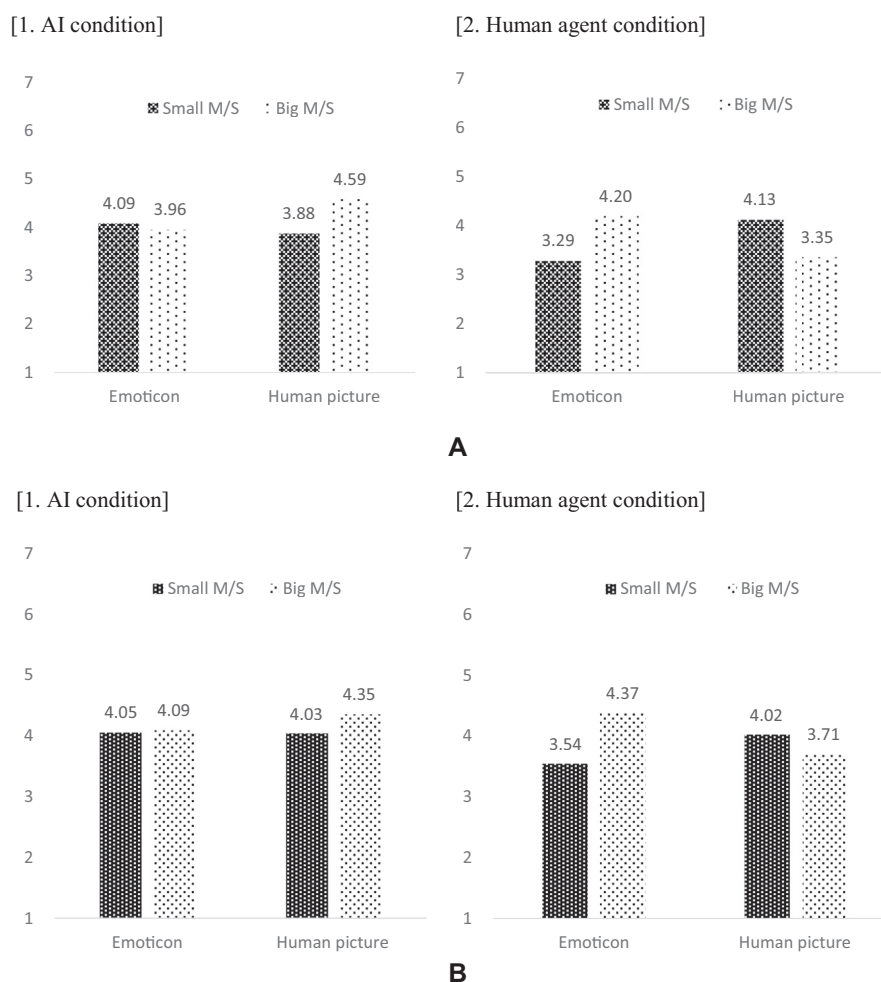 [1. AI condition]
[2. Human agent condition]
7
6
5
4
3
2
1
Small M/S Big M/S
4.09 3.96 3.88 4.59
Emoticon Human picture
7
6
5
4
3
2
1
Small M/S Big M/S
3.29 4.20 4.13 3.35
Emoticon Human picture
A
[1. AI condition]
[2. Human agent condition]
7
6
5
4
3
2
1
Small M/S Big M/S
4.05 4.09 4.03 4.35
Emoticon Human picture
7
6
5
4
3
2
1
Small M/S Big M/S
3.54 4.37 4.02 3.71
Emoticon Human picture
B